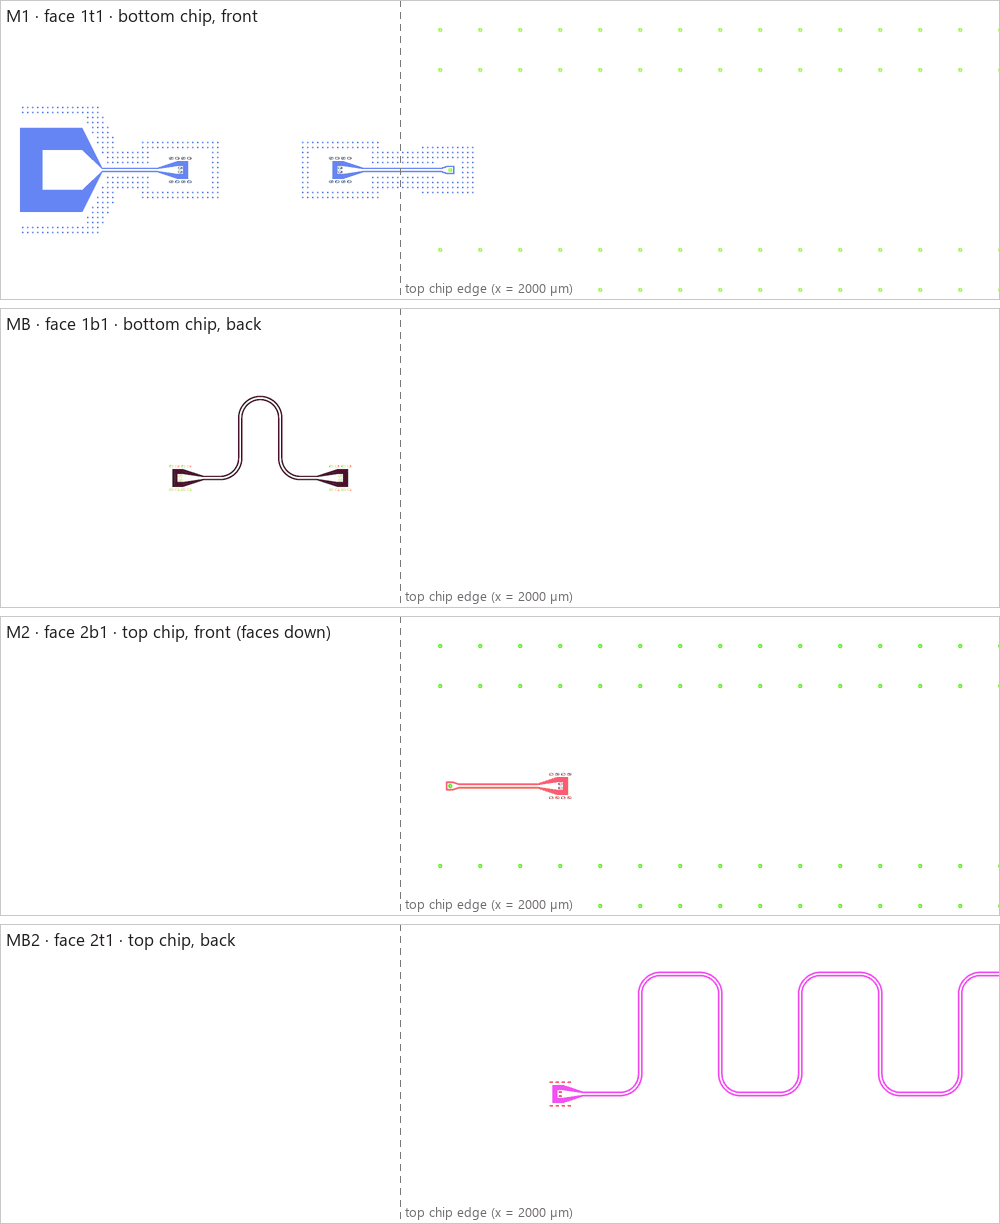 M1 · face 1t1 · bottom chip, front
top chip edge (x = 2000 µm)
MB · face 1b1 · bottom chip, back
top chip edge (x = 2000 µm)
M2 · face 2b1 · top chip, front (faces down)
top chip edge (x = 2000 µm)
MB2 · face 2t1 · top chip, back
top chip edge (x = 2000 µm)